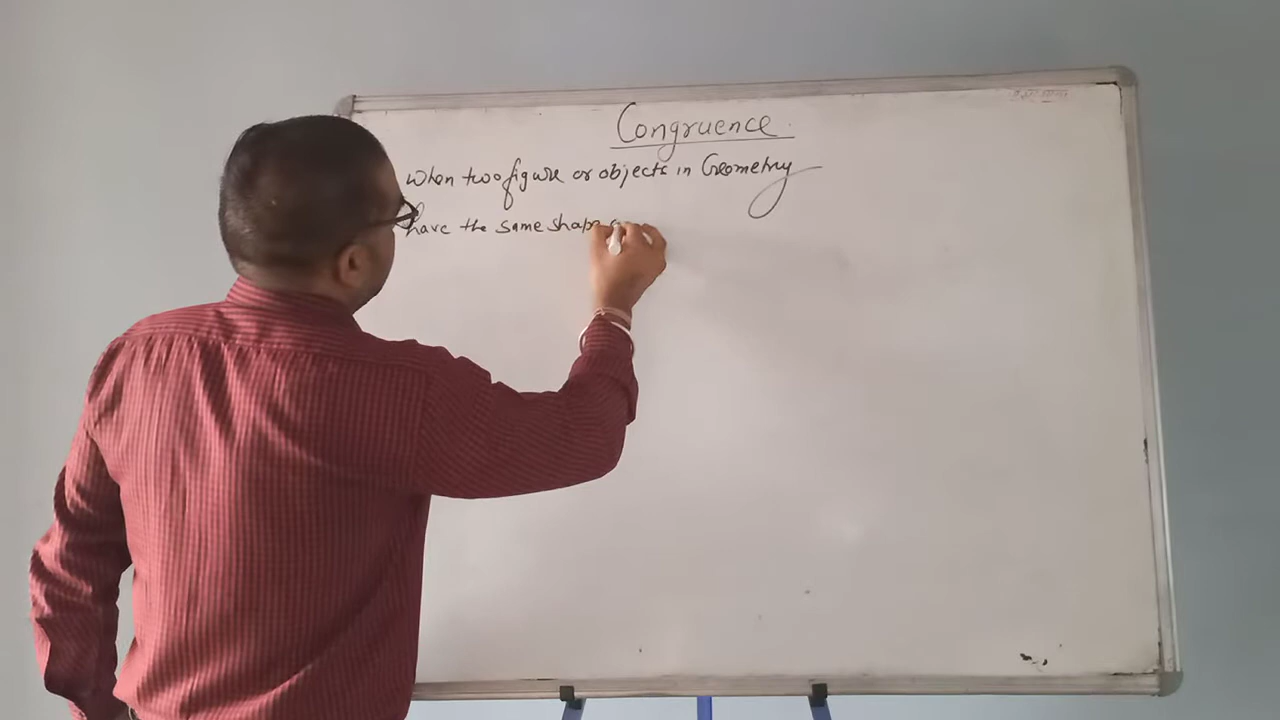 Congruence.
When two figure or objects in Geometry
have the same shape